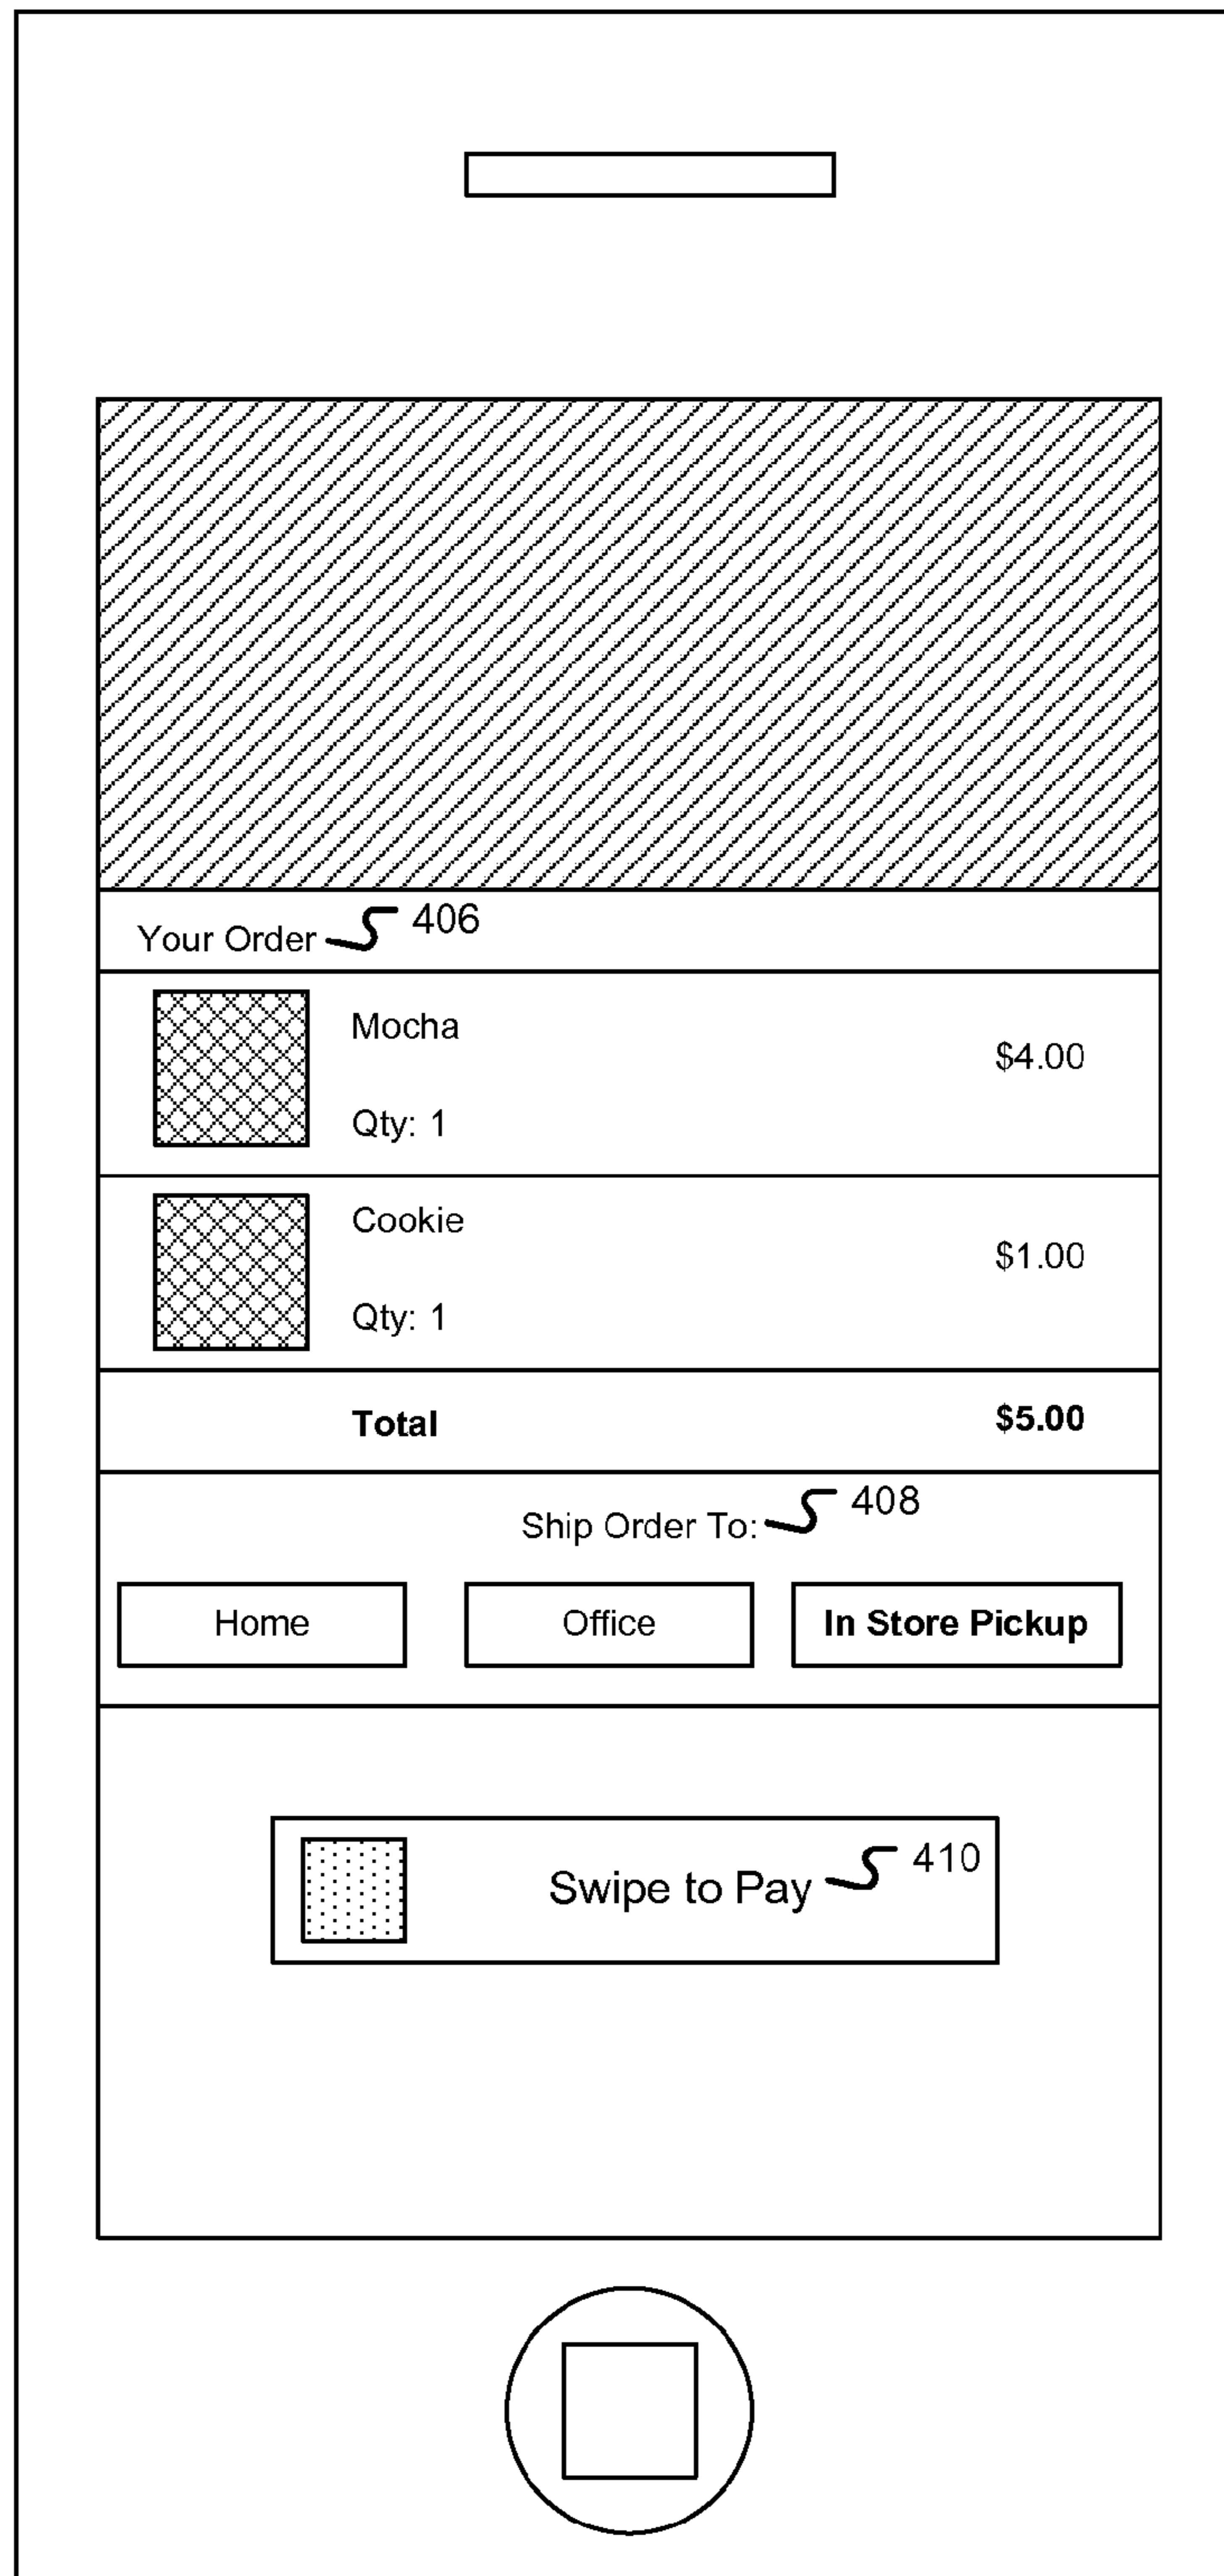 Your Order 406
Mocha
$4.00
Qty: 1
Cookie
$1.00
Qty: 1
Total $5.00
Ship Order To: 408
Home Office In Store Pickup
Swipe to Pay 410